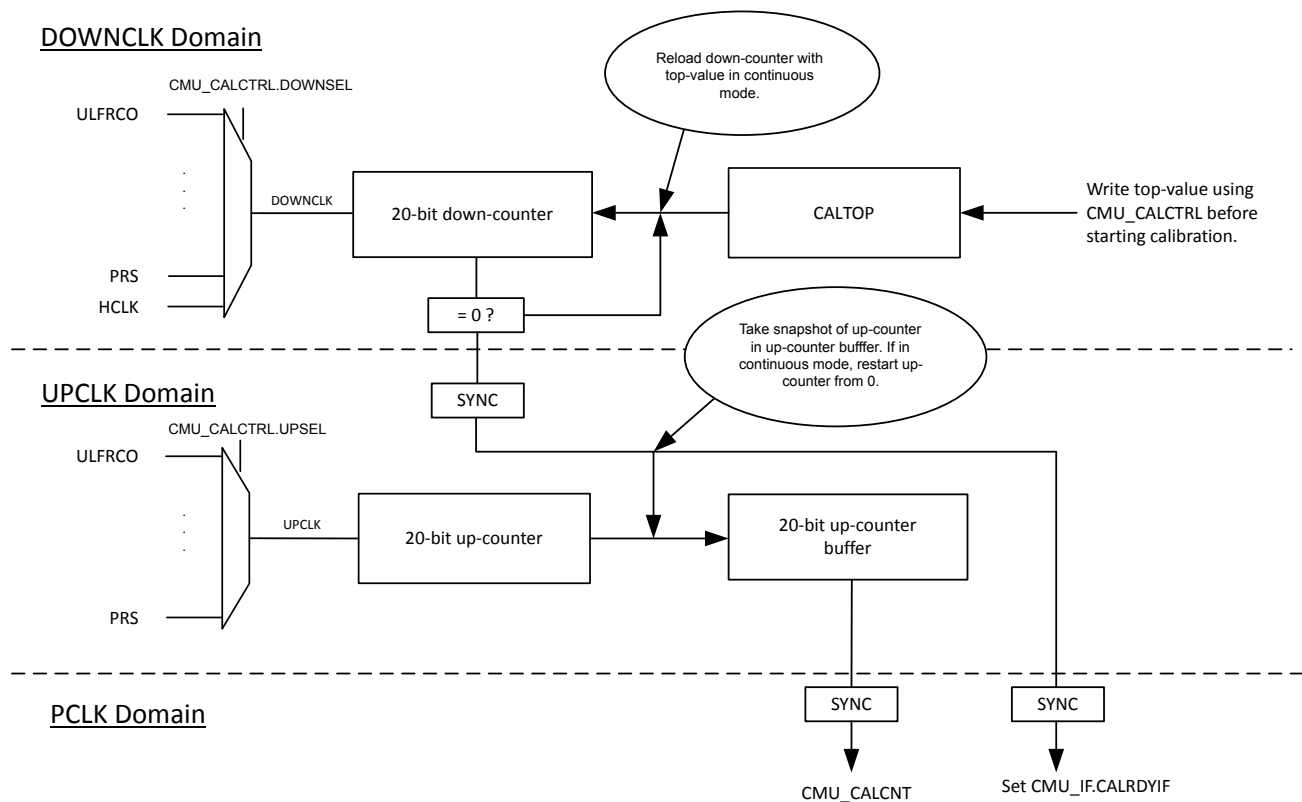 DOWNCLK Domain
CMU_CALCTRL.DOWNSEL
ULFRCO
.
.
.
PRS
HCLK
DOWNCLK
20-bit down-counter
= 0 ?
Reload down-counter with
top-value in continuous
mode.
CALTOP
Write top-value using
CMU_CALCTRL before
starting calibration.
Take snapshot of up-counter
in up-counter bufffer. If in
continuous mode, restart up-
counter from 0.
UPCLK Domain
SYNC
CMU_CALCTRL.UPSEL
ULFRCO
.
.
.
PRS
UPCLK
20-bit up-counter
20-bit up-counter
buffer
PCLK Domain
SYNC
SYNC
CMU_CALCNT
Set CMU_IF.CALRDYIF